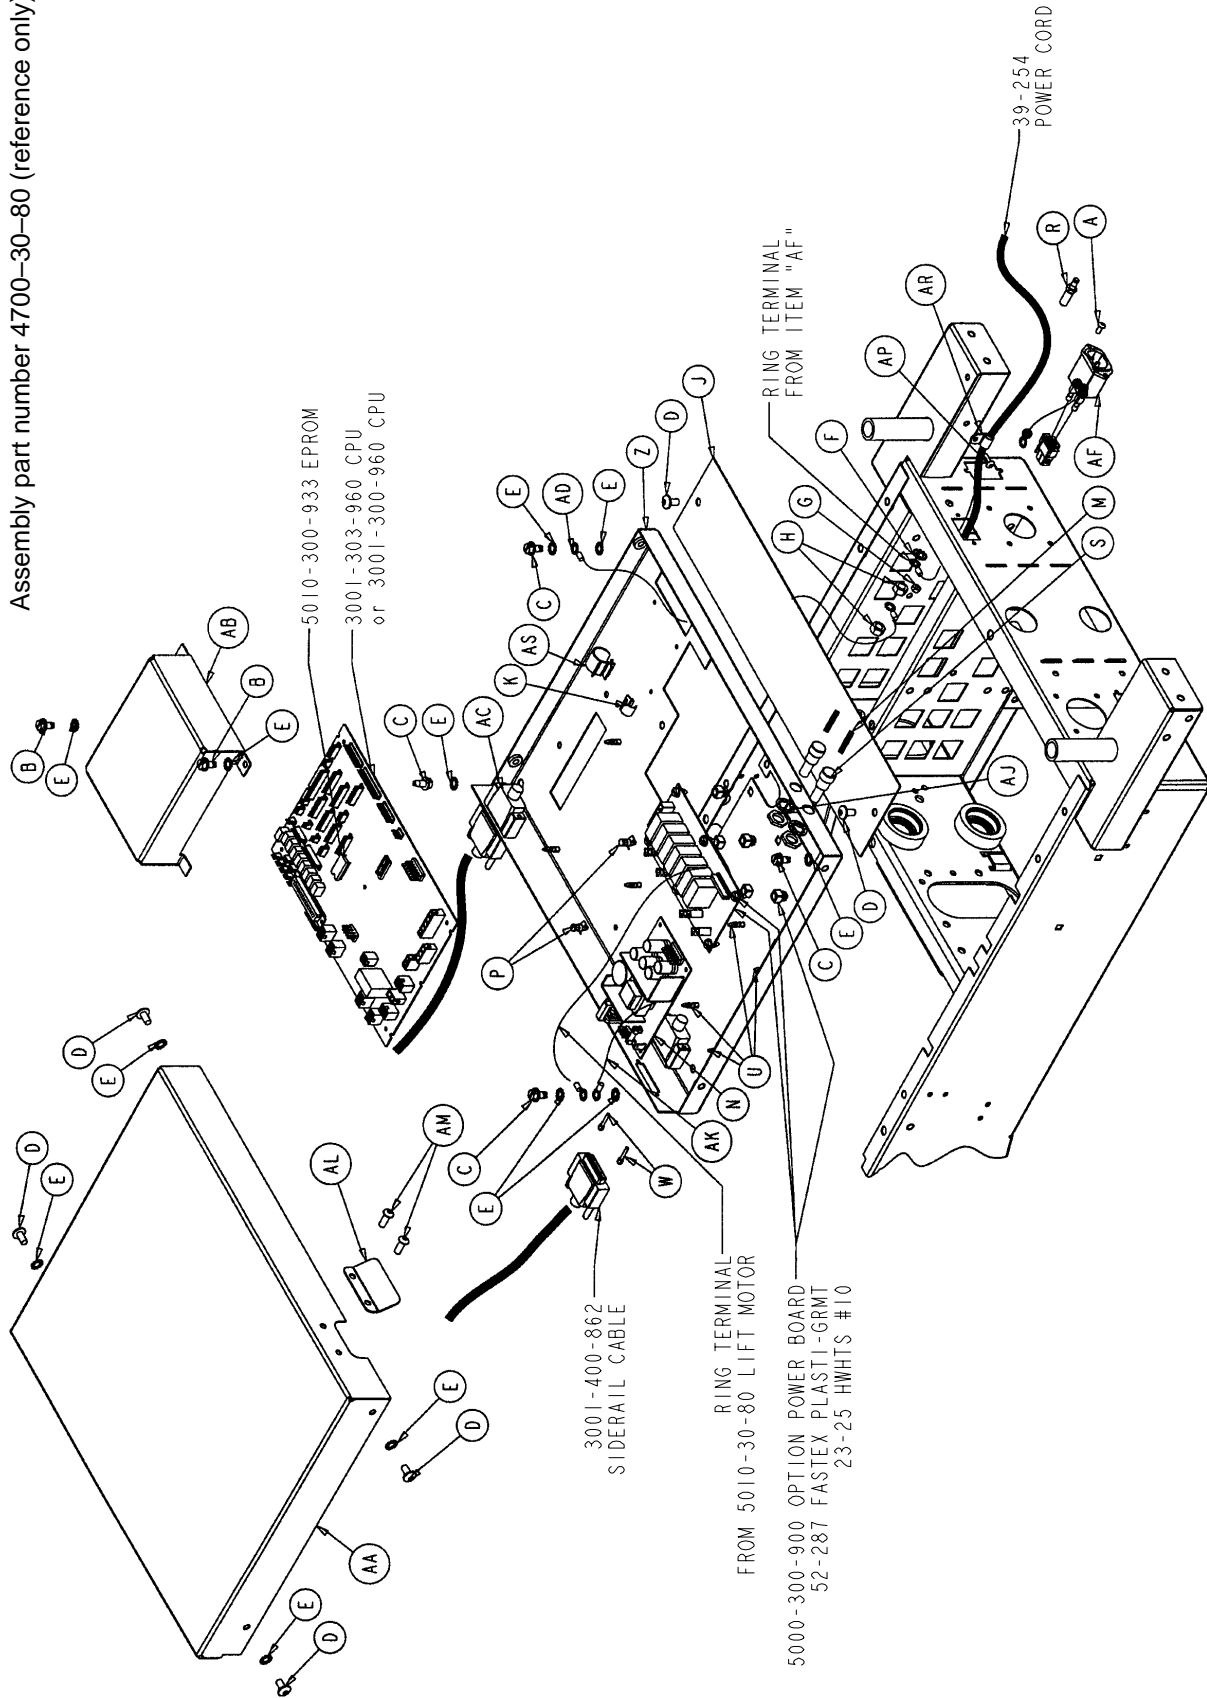 Assembly part number 4700–30–80 (reference only)
B
E
AB
B
E
5010-300-933 EPROM
3001-303-960 CPU
or 3001-300-960 CPU
39-254
POWER CORD
R
A
AR
AP
RING TERMINAL
FROM ITEM "AF"
AF
F
G
H
M
S
J
D
Z
E
AD
E
C
AS
K
AC
C
E
D
E
D
E
P
AJ
D
E
C
U
N
AK
C
E
W
AM
AL
3001-400-862
SIDERAIL CABLE
RING TERMINAL
FROM 5010-30-80 LIFT MOTOR
5000-300-900 OPTION POWER BOARD
52-287 FASTEX PLASTI-GRMT
23-25 HWHTS #10
E
D
AA
E
D